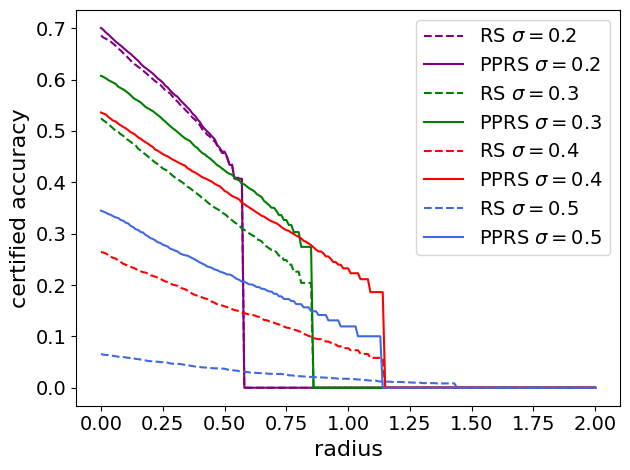 RS σ = 0.2
PPRS σ = 0.2
RS σ = 0.3
PPRS σ = 0.3
RS σ = 0.4
PPRS σ = 0.4
RS σ = 0.5
PPRS σ = 0.5
certified accuracy
0.7
0.6
0.5
0.4
0.3
0.2
0.1
0.0
0.00 0.25 0.50 0.75 1.00 1.25 1.50 1.75 2.00
radius